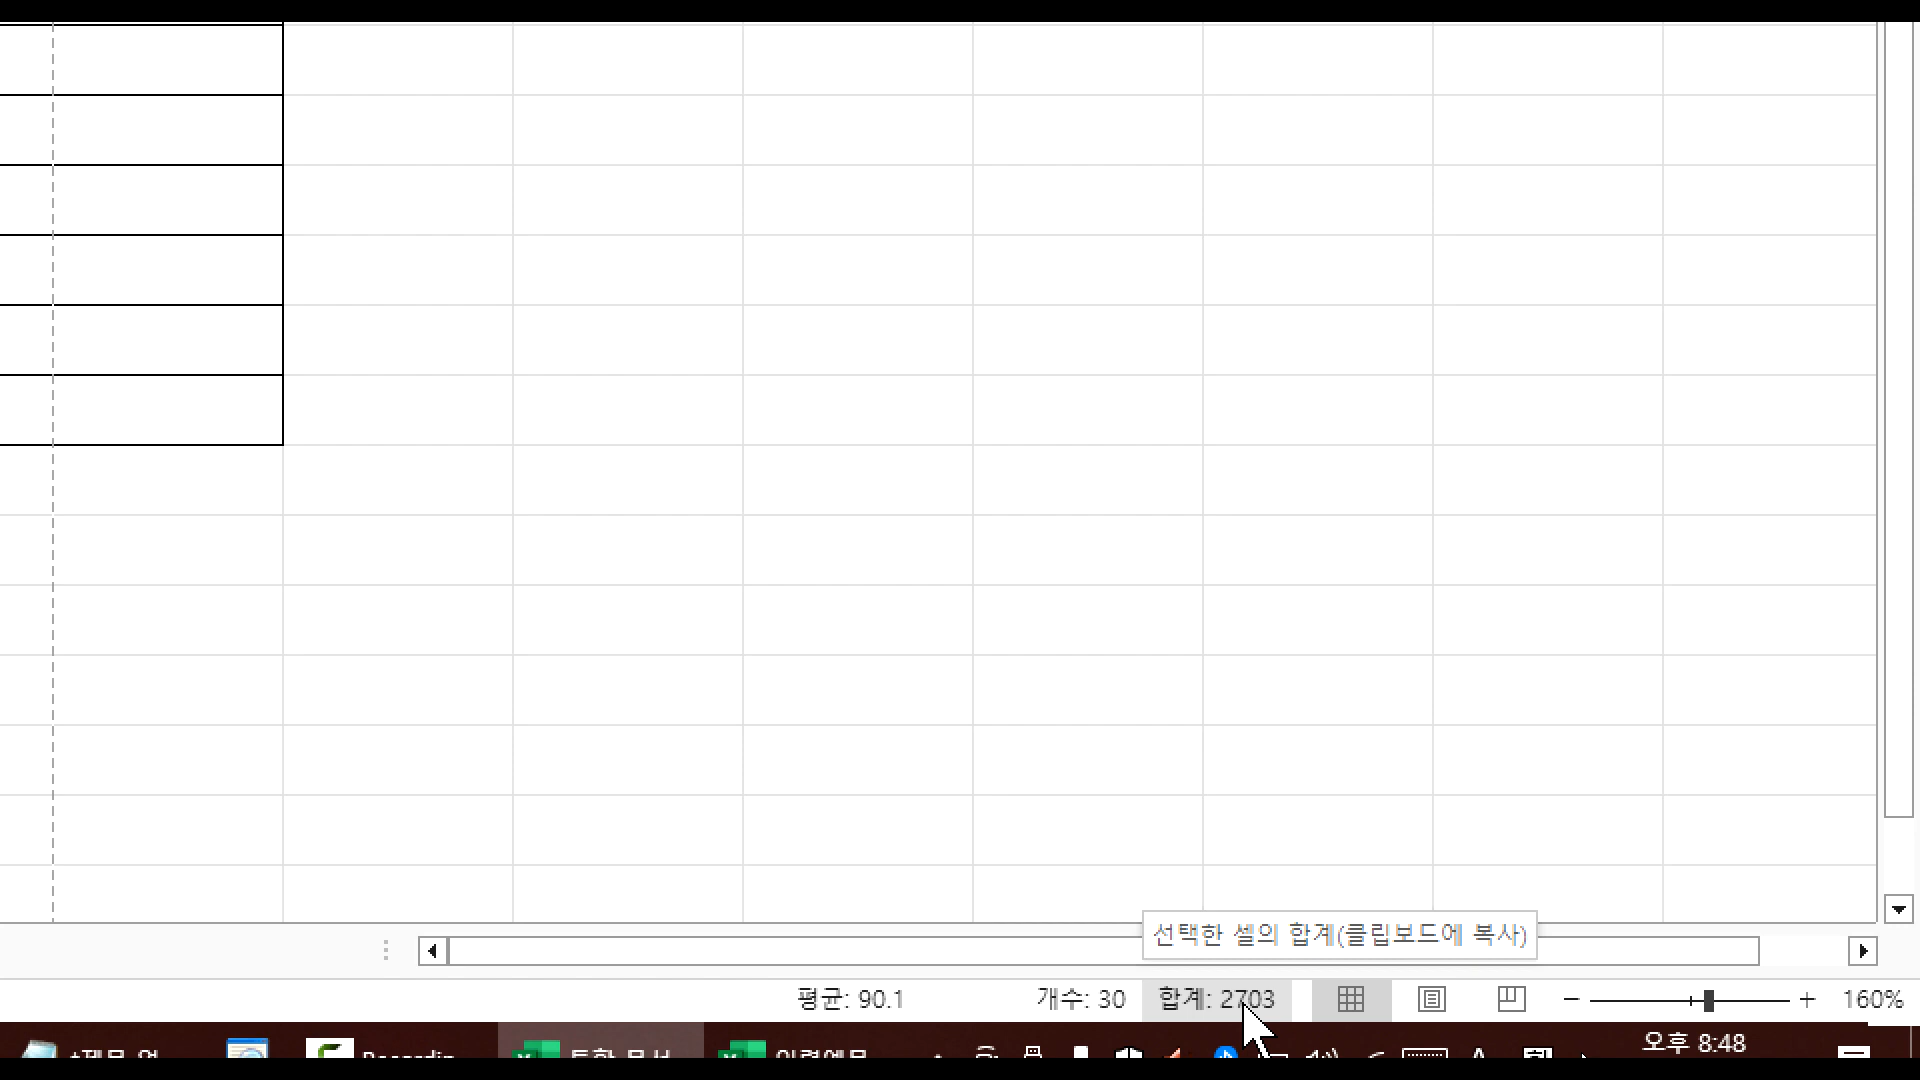 선택한 셀의 합계(클립보드에 복사)
평균: 90.1 개수: 30 합계: 2703 160%
오후 8:48